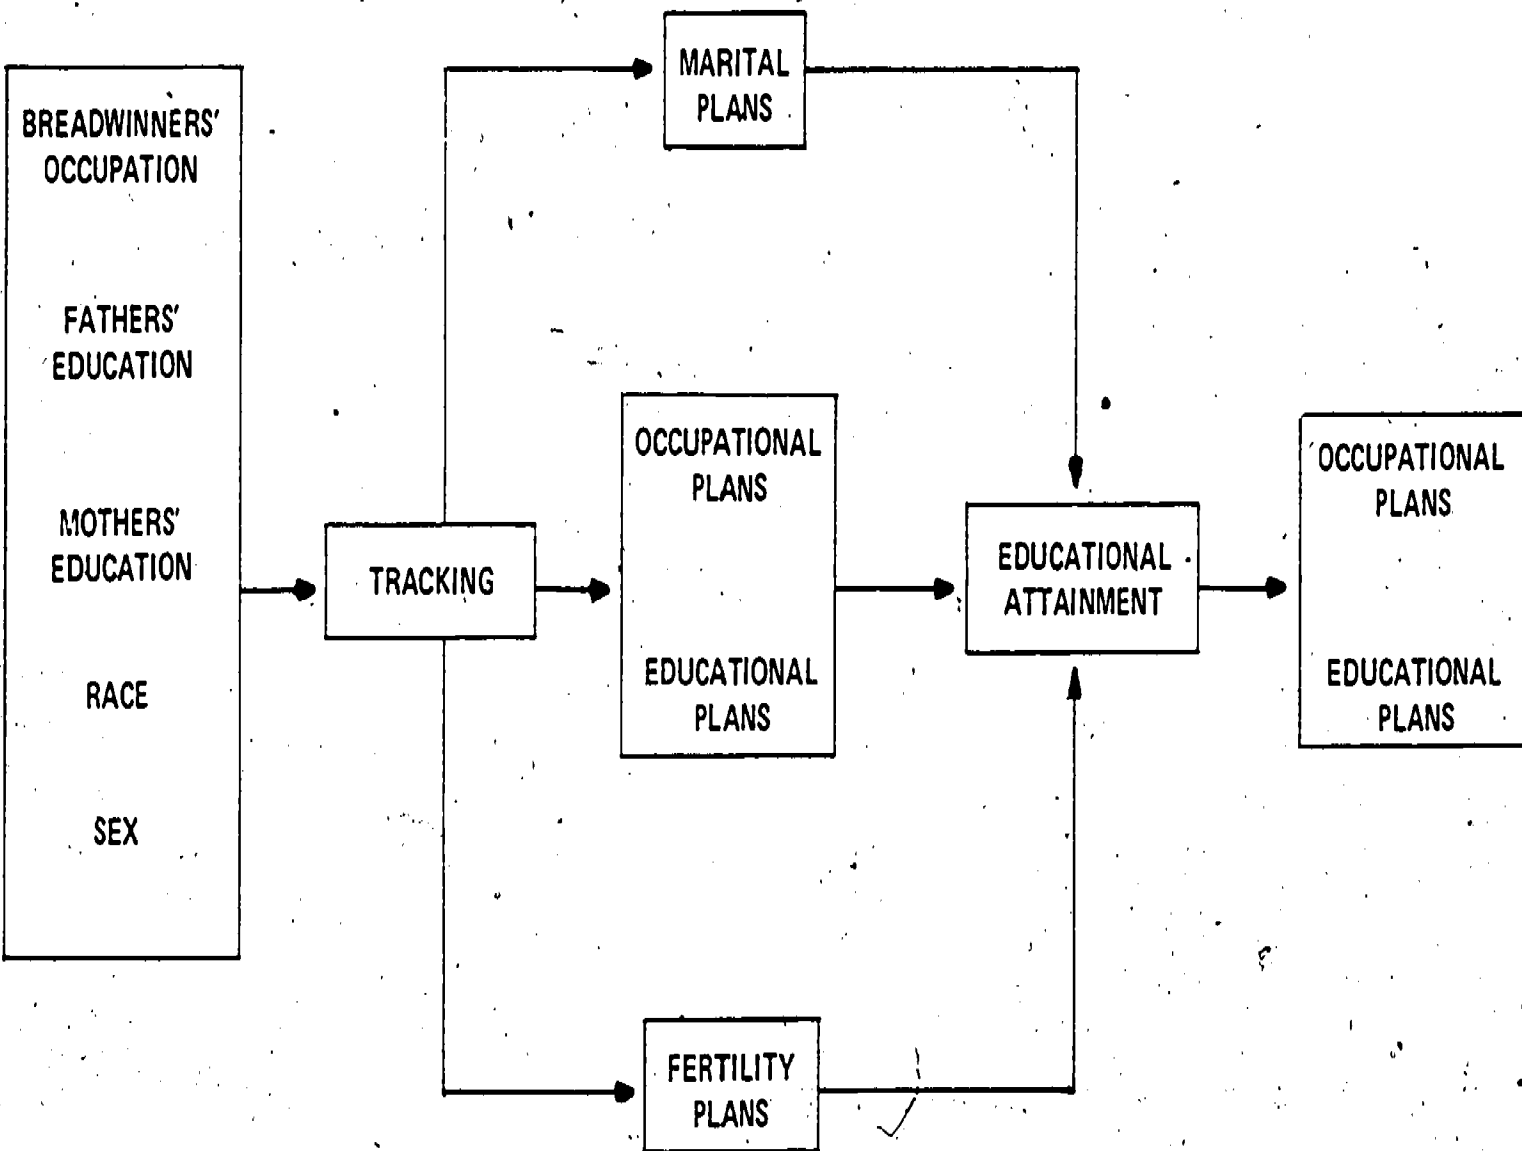 BREADWINNERS'
OCCUPATION
FATHERS'
EDUCATION
MOTHERS'
EDUCATION
RACE
SEX
TRACKING
MARITAL
PLANS
OCCUPATIONAL
PLANS
EDUCATIONAL
PLANS
FERTILITY
PLANS
EDUCATIONAL
ATTAINMENT
OCCUPATIONAL
PLANS
EDUCATIONAL
PLANS